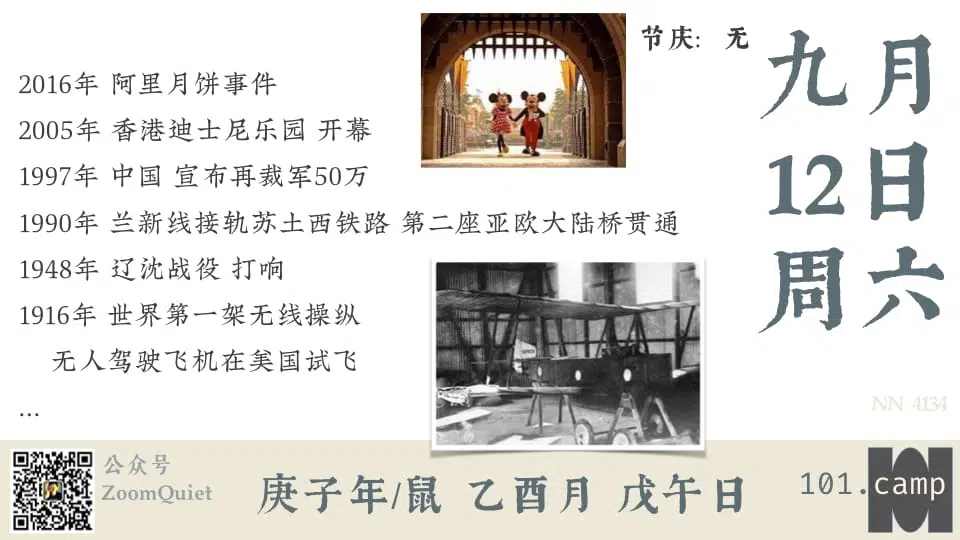 节庆: 无
九月
12日
周六
2016年 阿里月饼事件
2005年 香港迪士尼乐园 开幕
1997年 中国 宣布再裁军50万
1990年 兰新线接轨苏土西铁路 第二座亚欧大陆桥贯通
1948年 辽沈战役 打响
1916年 世界第一架无线操纵
无人驾驶飞机在美国试飞
...
NN 4134
公众号
ZoomQuiet
庚子年/鼠 乙酉月 戊午日
101.camp